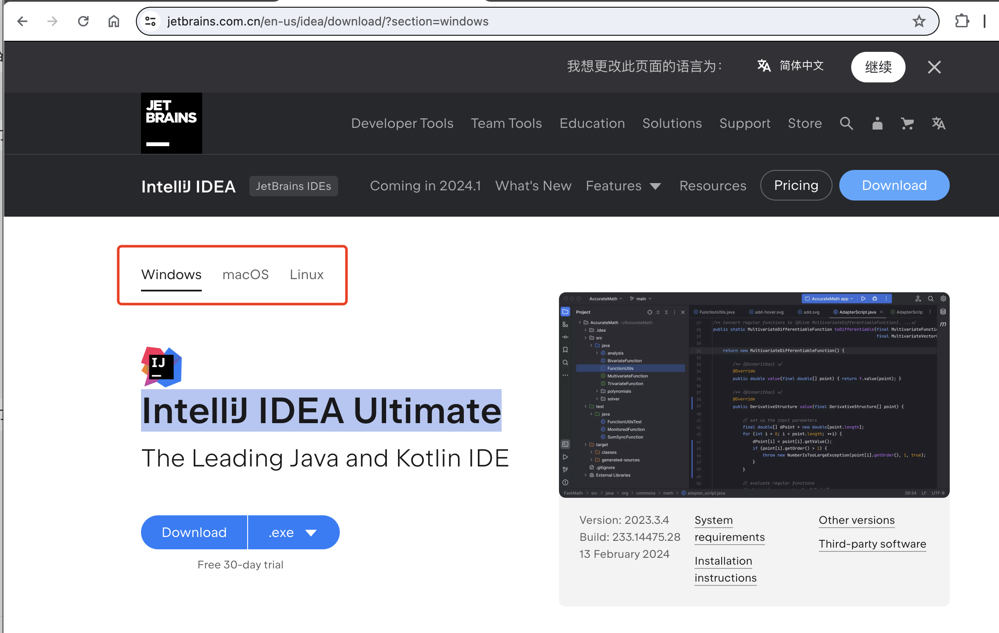 jetbrains.com.cn/en-us/idea/download/?section=windows
我想更改此页面的语言为：
简体中文
继续
JET
BRAINS
Developer Tools Team Tools Education Solutions Support Store
IntelliJ IDEA JetBrains IDEs Coming in 2024.1 What's New Features Resources Pricing Download
Windows macOS Linux
IJ
IntelliJ IDEA Ultimate
The Leading Java and Kotlin IDE
Download .exe
Free 30-day trial
AccurateMath main AccurateMath app
Project
AccurateMath ~/AccurateMath
.idea
src
java
analysis
BivariateFunction
FunctionUtils
MultivariateFunction
TrivariateFunction
polynomials
solver
test
java
FunctionUtilsTest
MonitoredFunction
SumSyncFunction
target
classes
generated-sources
.gitignore
External Libraries
FunctionUtils.java add-hover.svg add.svg AdapterScript.java AdapterScrip
m
27 /** Convert regular functions to {@link MultivariateDifferentiableFunction}. ...*/
28 public static MultivariateDifferentiableFunction toDifferentiable(final MultivariateFuncti
29 final MultivariateVector
30
31 return new MultivariateDifferentiableFunction() {
32
33 /** {@inheritDoc} */
34 @Override
35 public double value(final double[] point) { return f.value(point); }
36
37 /** {@inheritDoc} */
38 @Override
39 public DerivativeStructure value(final DerivativeStructure[] point) {
40
41 // set up the input parameters
42 final double[] dPoint = new double[point.length];
43 for (int i = 0; i < point.length; ++i) {
44 dPoint[i] = point[i].getValue();
45 if (point[i].getOrder() > 1) {
46 throw new NumberIsTooLargeException(point[i].getOrder(), 1, true);
47 }
48 }
49
50 // evaluate regular functions
FastMath > src > java > org > commons > math > adapter_script.java 39:34 LF UTF-8
Version: 2023.3.4
Build: 233.14475.28
13 February 2024
System
requirements
Installation
instructions
Other versions
Third-party software